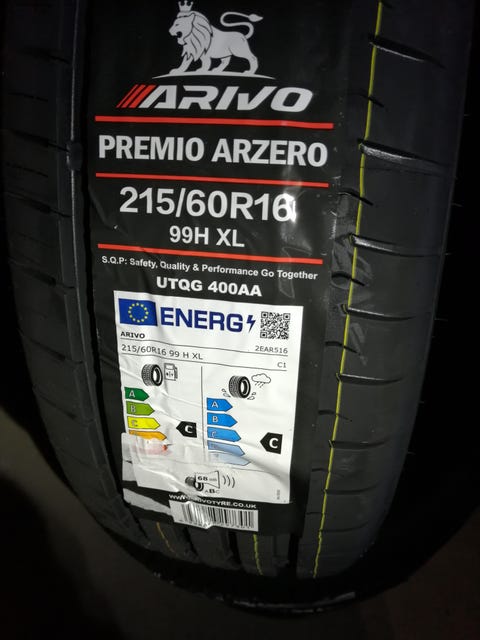 ARIVO
PREMIO ARZERO
215/60R16
99H XL
S.Q.P: Safety, Quality & Performance Go Together
UTQG 400AA
ENERG
ARIVO
2EAR516
215/60R16 99 H XL
C1
A
B
C
C
A
B
C
C
68
WWW.ARIVOTYRE.CO.UK